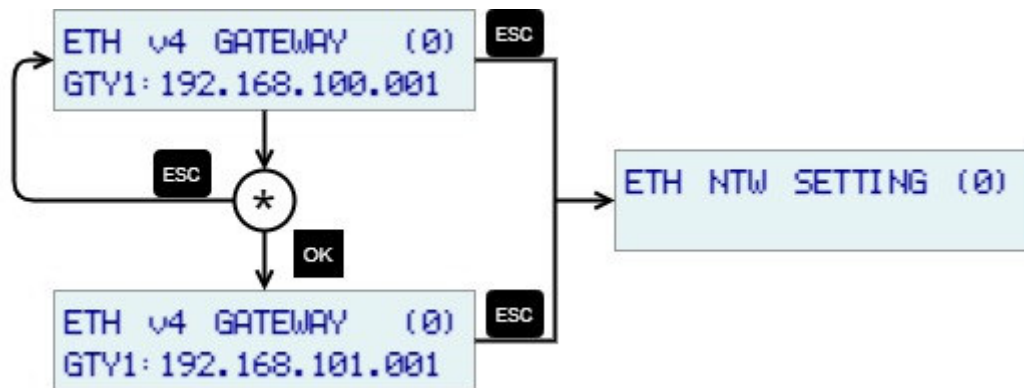 ETH v4 GATEWAY (0)
GTY1:192.168.100.001
ESC
ESC
*
OK
ETH NTW SETTING (0)
ETH v4 GATEWAY (0)
GTY1:192.168.101.001
ESC